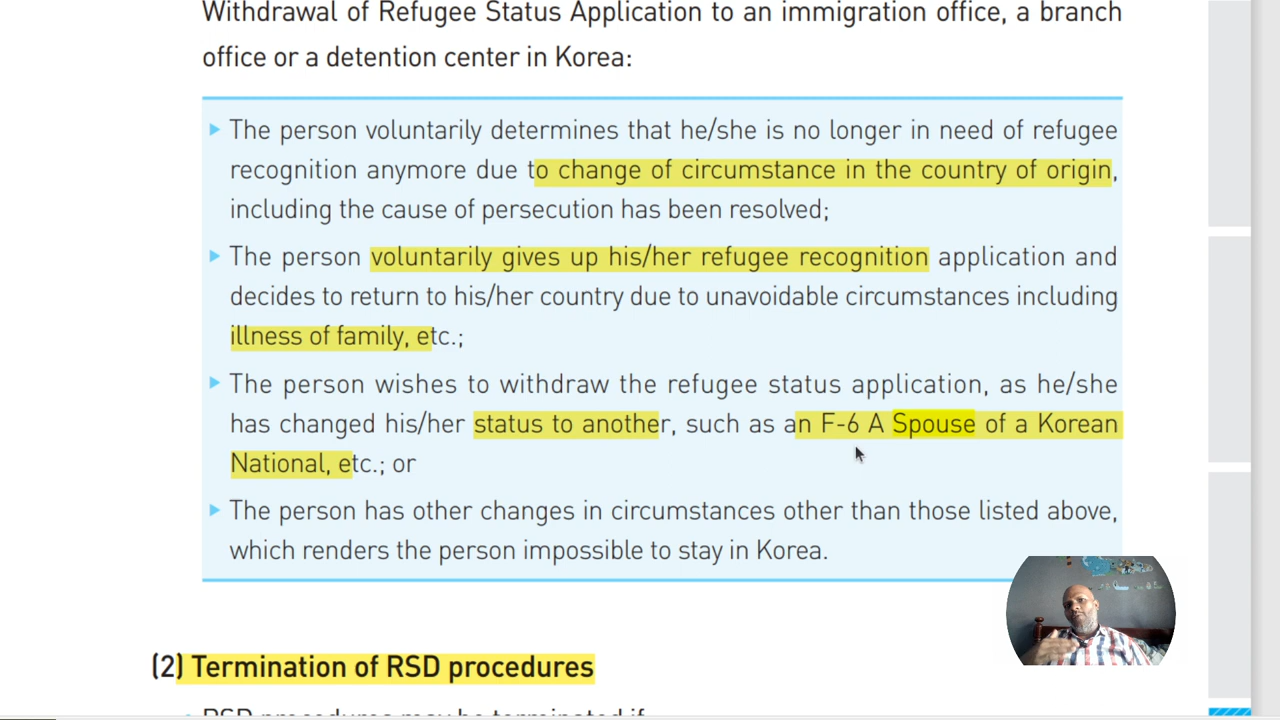 Withdrawal of Refugee Status Application to an immigration office, a branch
office or a detention center in Korea:
The person voluntarily determines that he/she is no longer in need of refugee
recognition anymore due to change of circumstance in the country of origin,
including the cause of persecution has been resolved;
The person voluntarily gives up his/her refugee recognition application and
decides to return to his/her country due to unavoidable circumstances including
illness of family, etc.;
The person wishes to withdraw the refugee status application, as he/she
has changed his/her status to another, such as an F-6 A Spouse of a Korean
National, etc.; or
The person has other changes in circumstances other than those listed above,
which renders the person impossible to stay in Korea.
(2) Termination of RSD procedures
RSD procedures may be terminated if